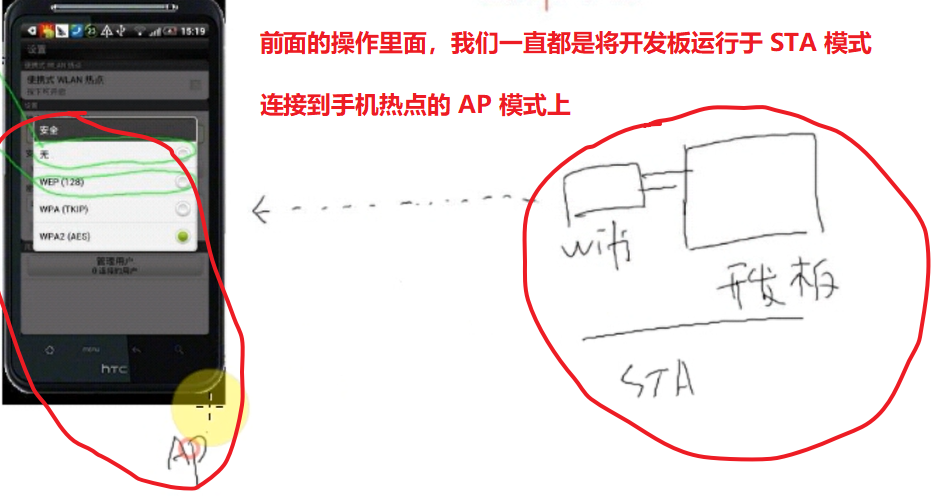 15:19
前面的操作里面，我们一直都是将开发板运行于 STA 模式
连接到手机热点的 AP 模式上
设置
便携式 WLAN 热点
安全
无
WEP (128)
WPA (TKIP)
WPA2 (AES)
管理用户
0 连接的用户
menu
htc
AP
wifi
开发板
STA